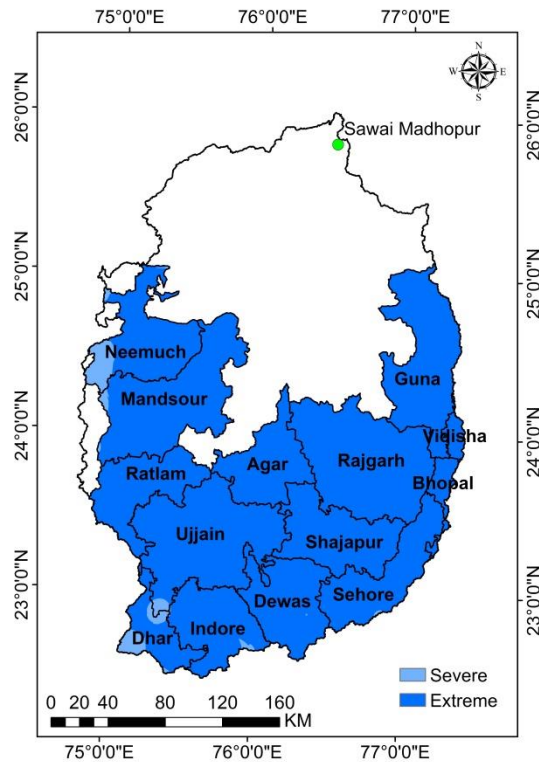 75°0'0"E 76°0'0"E 77°0'0"E
N
W E
S
26°0'0"N 26°0'0"N
Sawai Madhopur
25°0'0"N 25°0'0"N
Neemuch
Guna
Mandsour
24°0'0"N 24°0'0"N
Vidisha
Agar Rajgarh
Ratlam
Bhopal
Ujjain
Shajapur
23°0'0"N 23°0'0"N
Sehore
Dewas
Indore
Dhar
Severe
Extreme
0 20 40 80 120 160
KM
75°0'0"E 76°0'0"E 77°0'0"E